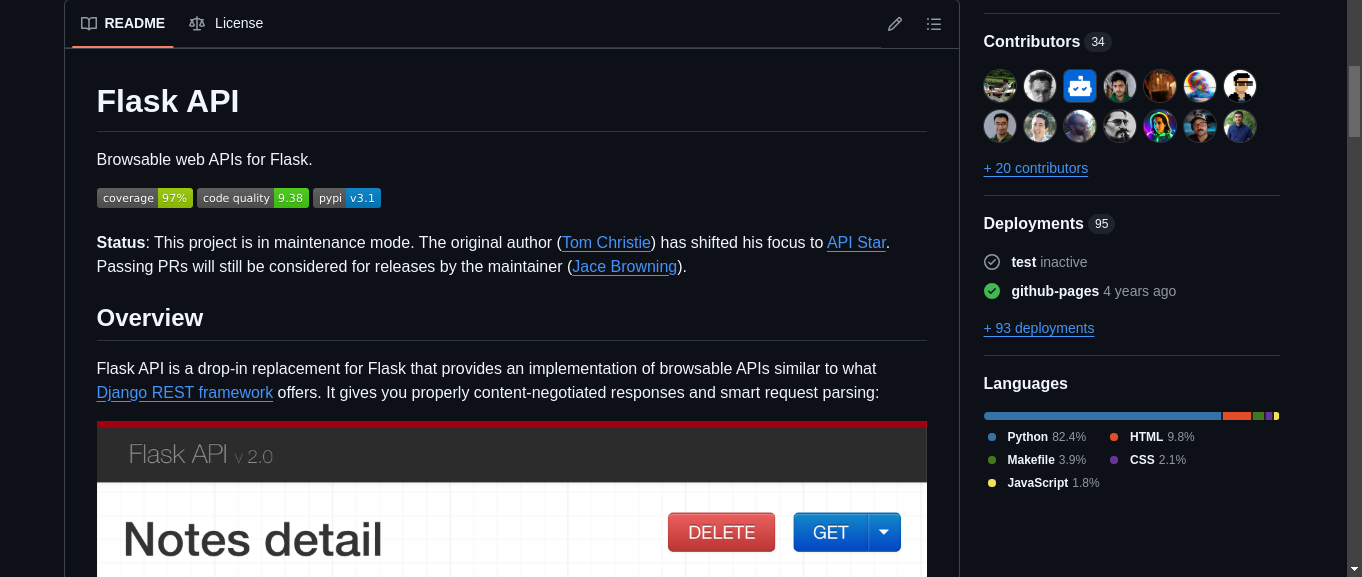 README
License
Flask API
Browsable web APIs for Flask.
coverage 97% code quality 9.38 pypi v3.1
Status: This project is in maintenance mode. The original author (Tom Christie) has shifted his focus to API Star.
Passing PRs will still be considered for releases by the maintainer (Jace Browning).
Overview
Flask API is a drop-in replacement for Flask that provides an implementation of browsable APIs similar to what
Django REST framework offers. It gives you properly content-negotiated responses and smart request parsing:
Flask API v 2.0
Notes detail
DELETE
GET
Contributors 34
+ 20 contributors
Deployments 95
test inactive
github-pages 4 years ago
+ 93 deployments
Languages
Python 82.4%
HTML 9.8%
Makefile 3.9%
CSS 2.1%
JavaScript 1.8%